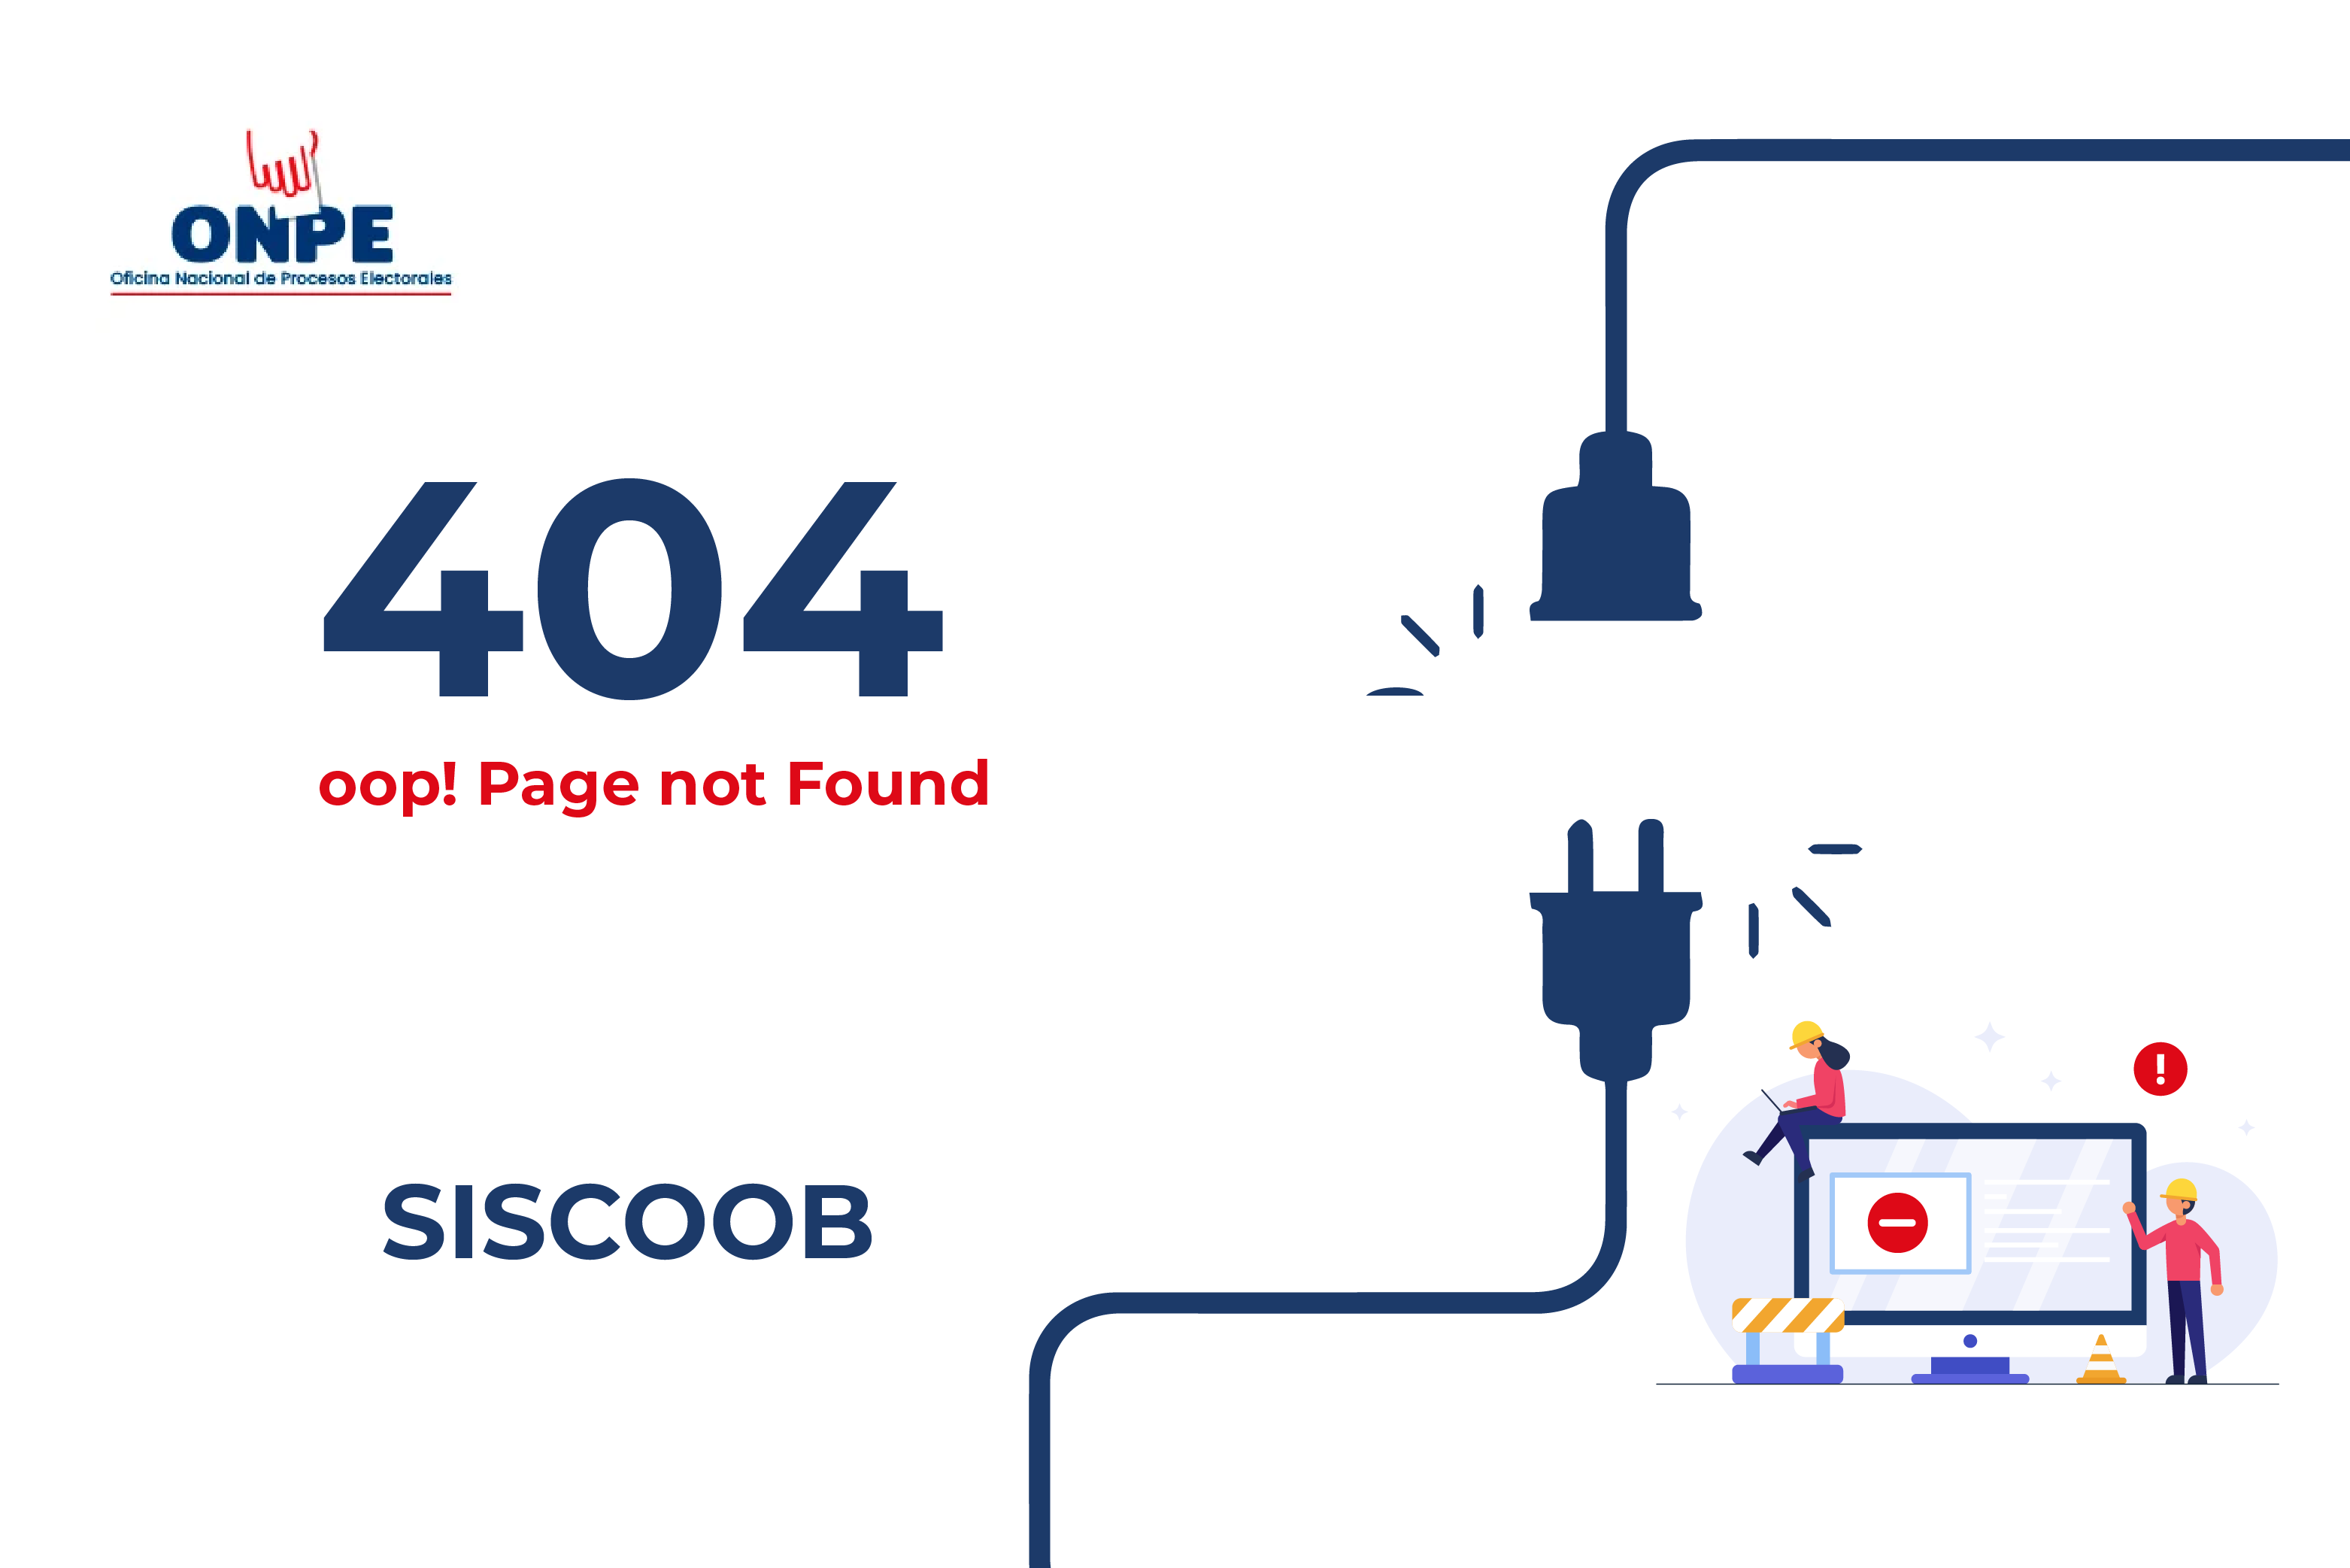 ONPE
Oficina Nacional de Procesos Electorales
404
oop! Page not Found
SISCOOB